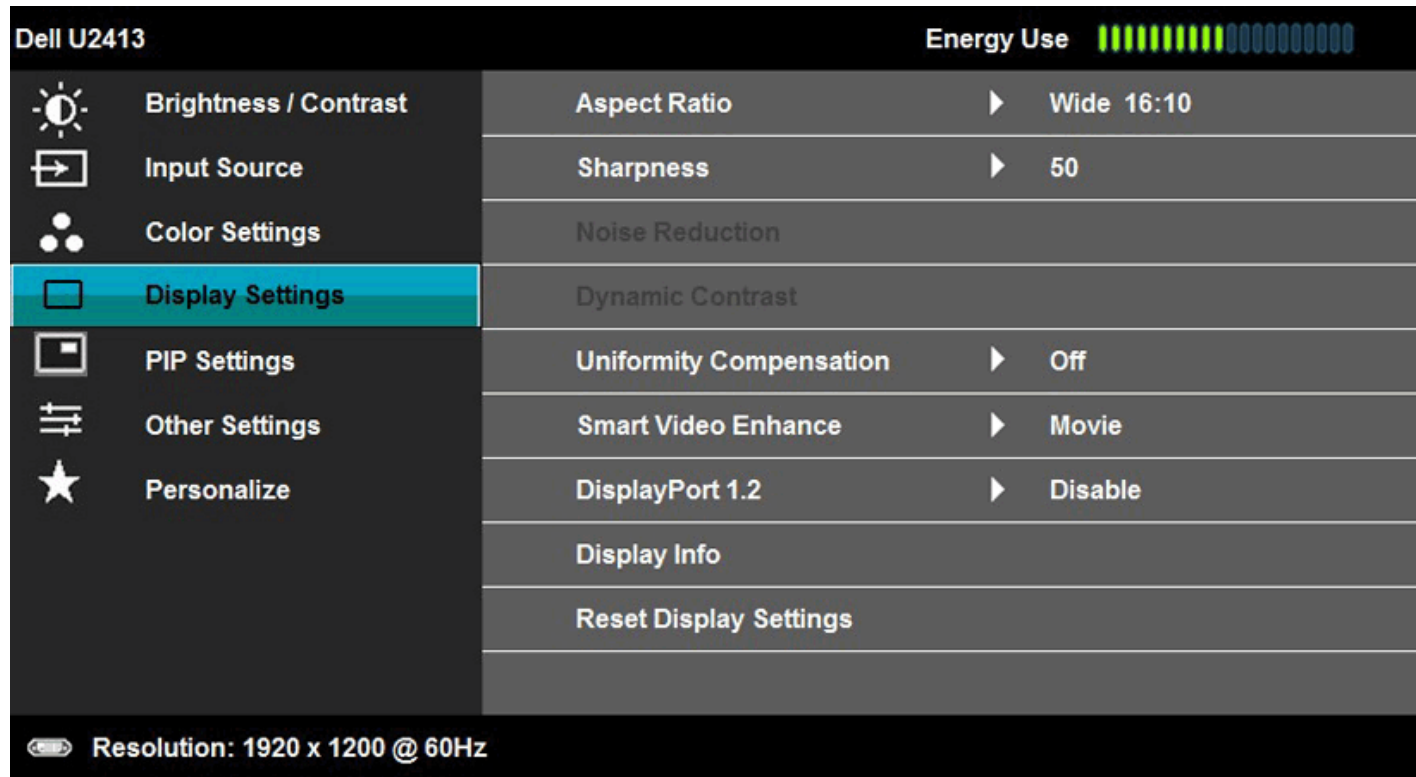 Dell U2413 Energy Use
Brightness / Contrast Aspect Ratio Wide 16:10
Input Source Sharpness 50
Color Settings Noise Reduction
Display Settings Dynamic Contrast
PIP Settings Uniformity Compensation Off
Other Settings Smart Video Enhance Movie
Personalize DisplayPort 1.2 Disable
Display Info
Reset Display Settings
Resolution: 1920 x 1200 @ 60Hz